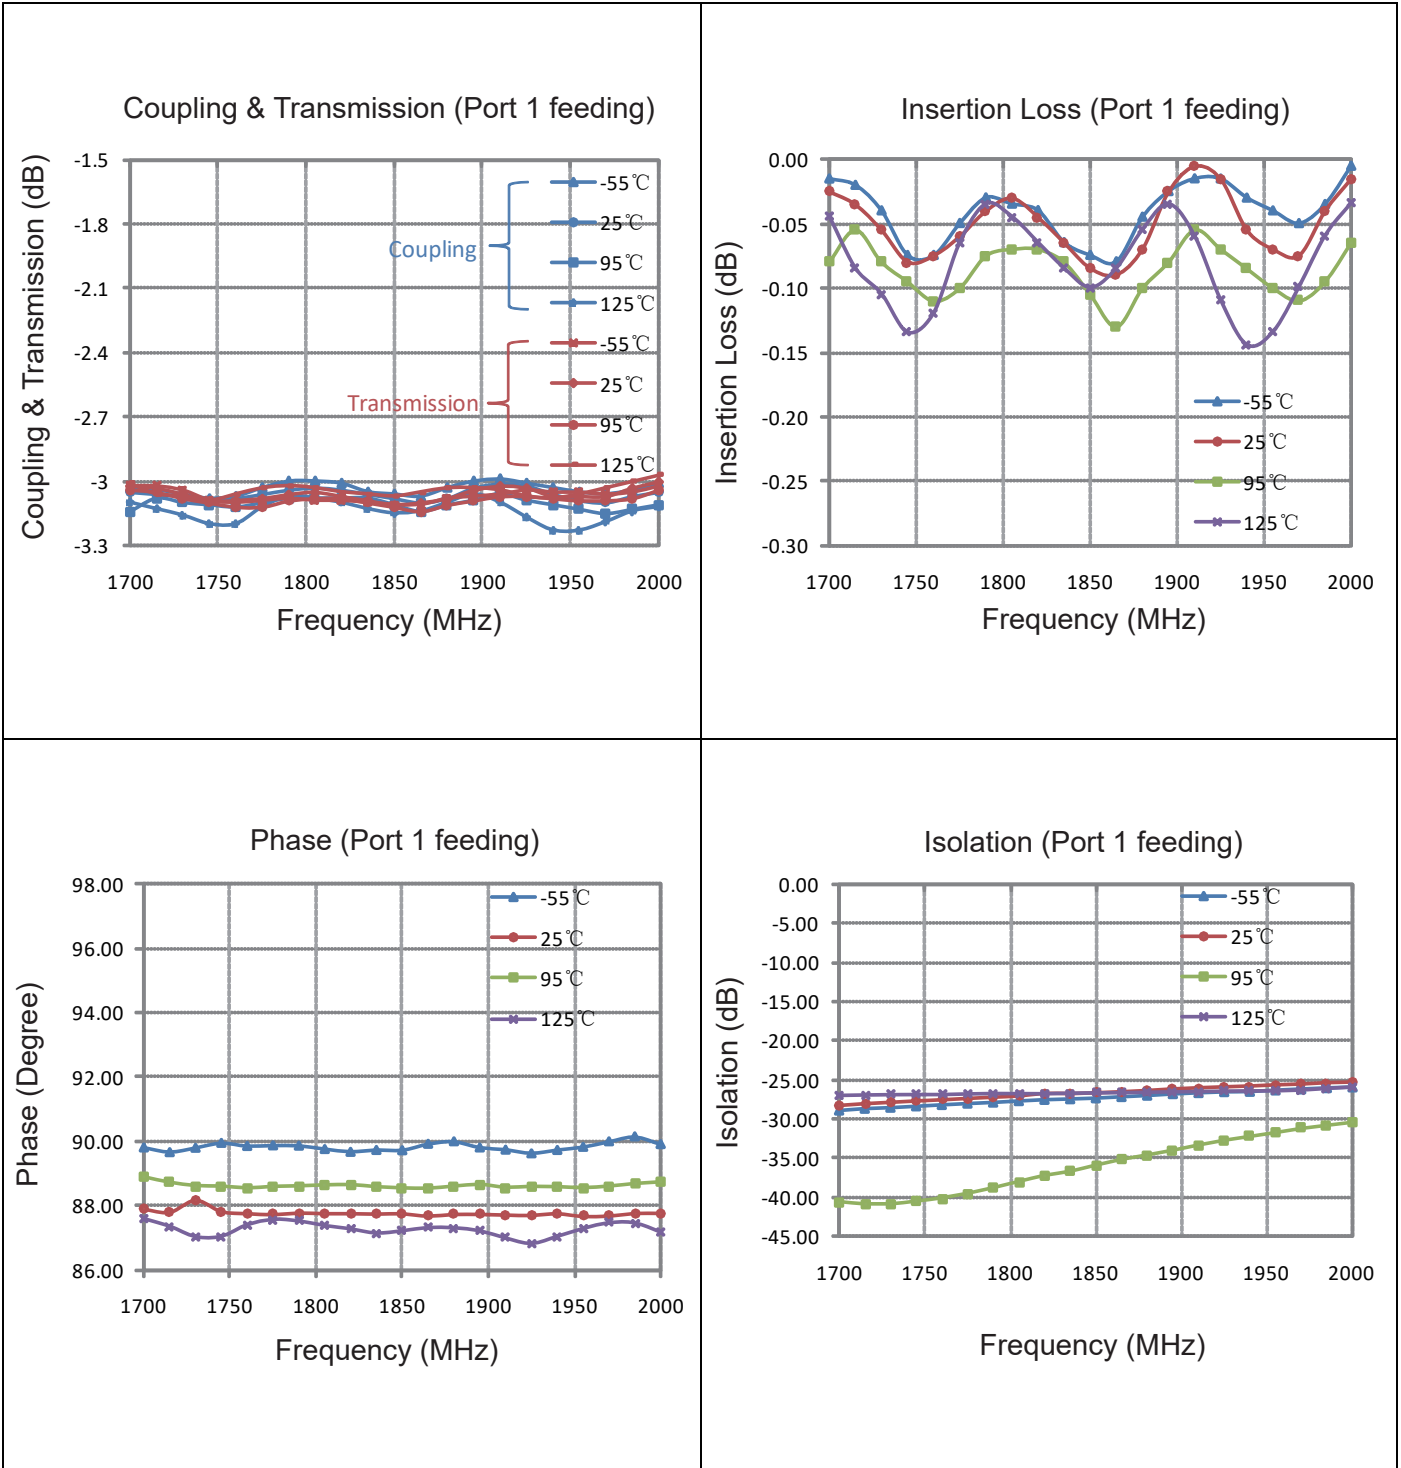 Coupling & Transmission (Port 1 feeding)
Coupling & Transmission (dB)
-1.5
-1.8
-2.1
-2.4
-2.7
-3
-3.3
Coupling
-55℃
25℃
95℃
125℃
Transmission
-55℃
25℃
95℃
125℃
1700 1750 1800 1850 1900 1950 2000
Frequency (MHz)
Insertion Loss (Port 1 feeding)
Insertion Loss (dB)
0.00
-0.05
-0.10
-0.15
-0.20
-0.25
-0.30
-55℃
25℃
95℃
125℃
1700 1750 1800 1850 1900 1950 2000
Frequency (MHz)
Phase (Port 1 feeding)
Phase (Degree)
98.00
96.00
94.00
92.00
90.00
88.00
86.00
-55℃
25℃
95℃
125℃
1700 1750 1800 1850 1900 1950 2000
Frequency (MHz)
Isolation (Port 1 feeding)
Isolation (dB)
0.00
-5.00
-10.00
-15.00
-20.00
-25.00
-30.00
-35.00
-40.00
-45.00
-55℃
25℃
95℃
125℃
1700 1750 1800 1850 1900 1950 2000
Frequency (MHz)